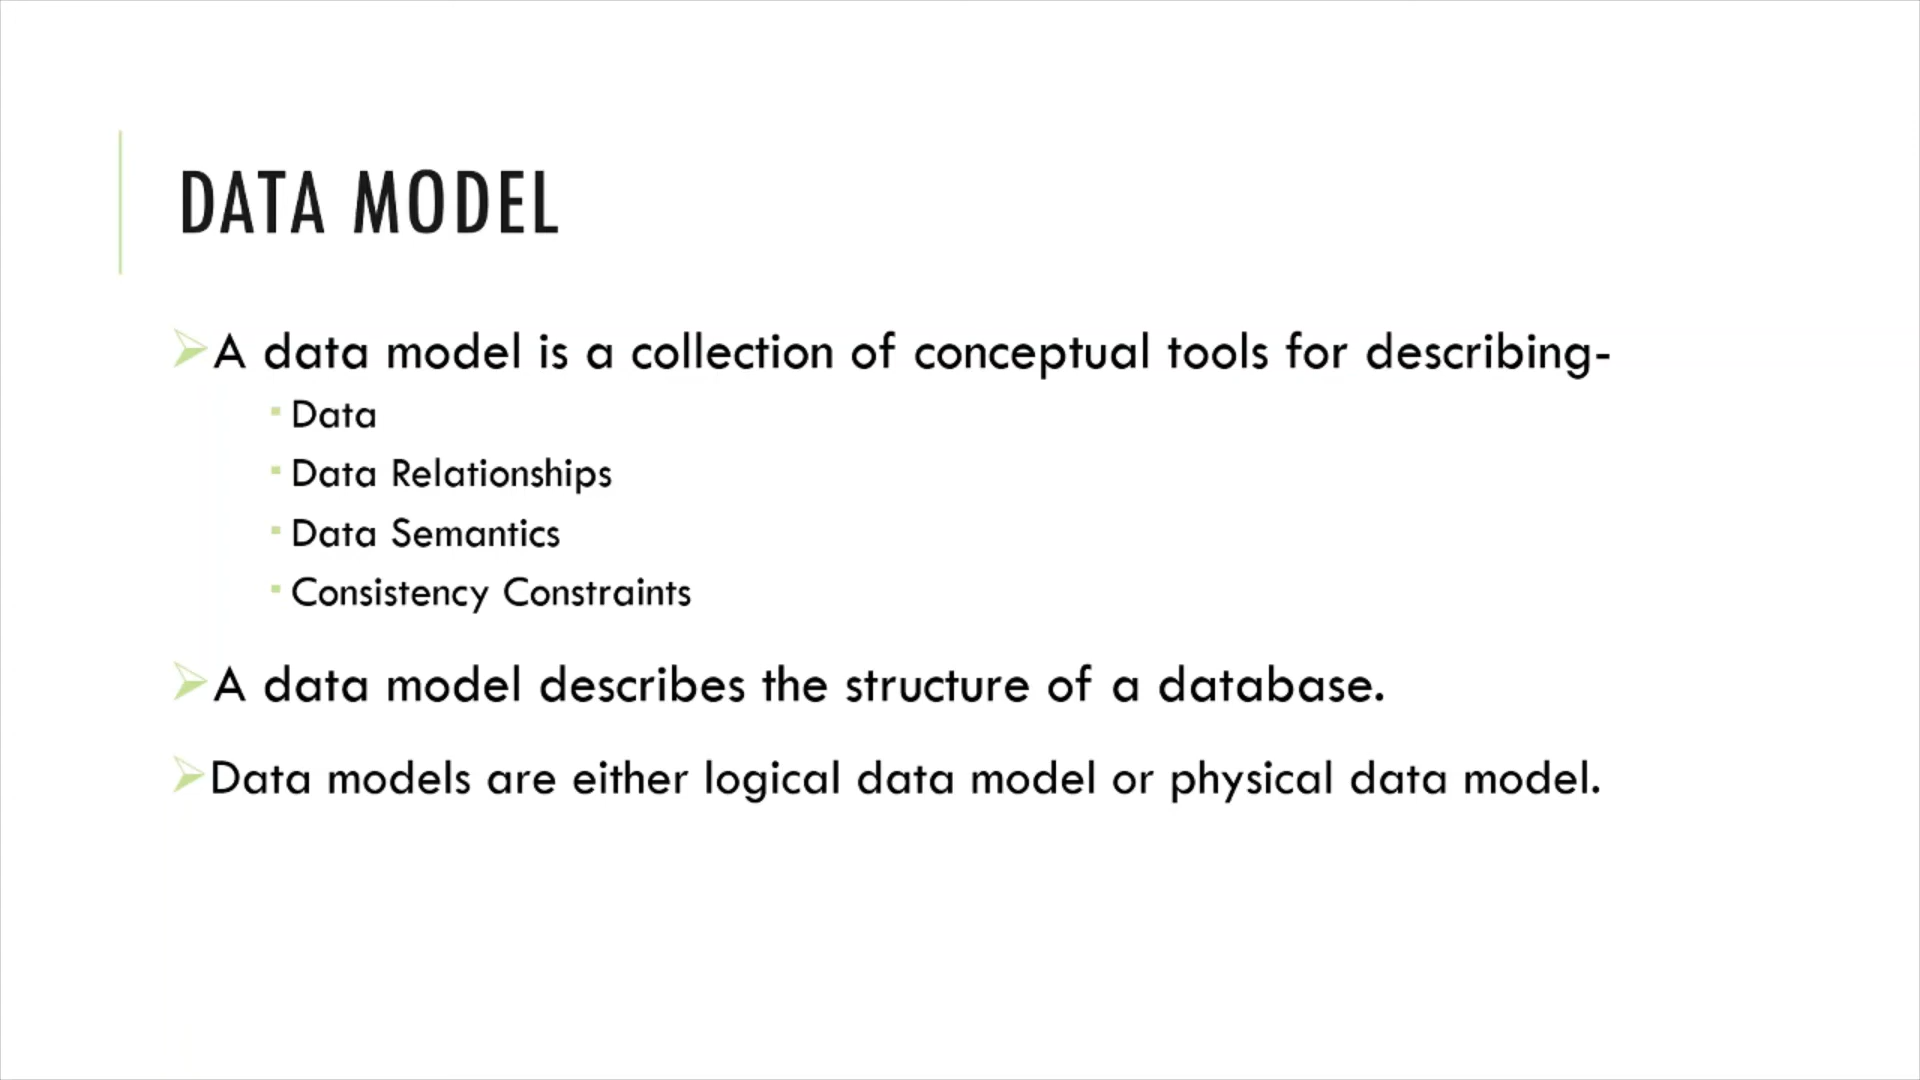 DATA MODEL
A data model is a collection of conceptual tools for describing-
Data
Data Relationships
Data Semantics
Consistency Constraints
A data model describes the structure of a database.
Data models are either logical data model or physical data model.